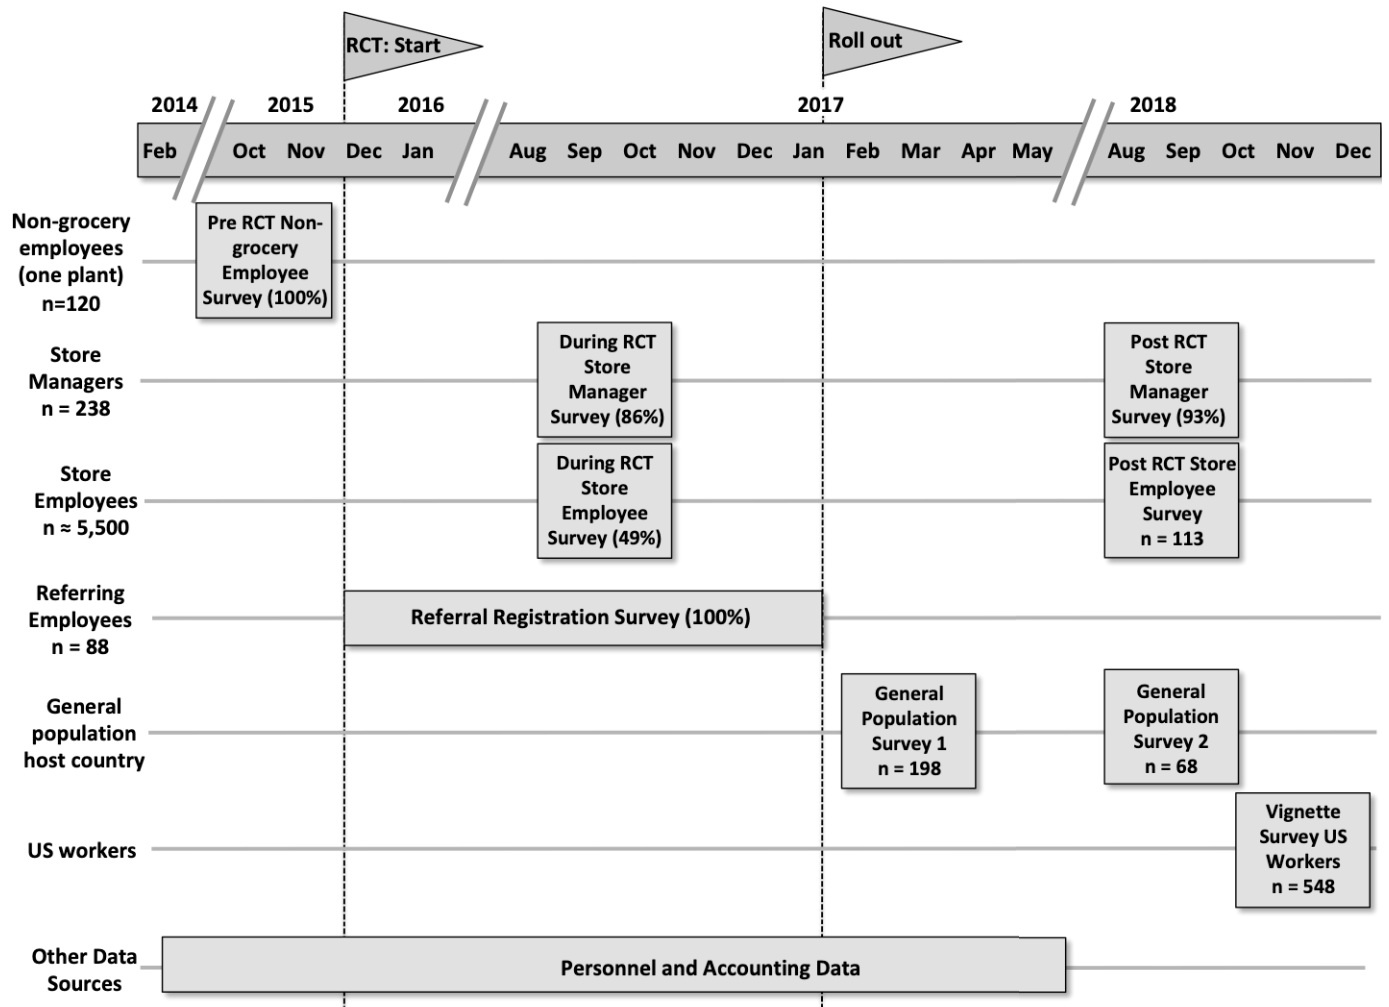 RCT: Start
Roll out
2014 2015 2016 2017 2018
Feb Oct Nov Dec Jan Aug Sep Oct Nov Dec Jan Feb Mar Apr May Aug Sep Oct Nov Dec
Non-grocery
employees
(one plant)
n=120
Pre RCT Non-
grocery
Employee
Survey (100%)
Store
Managers
n = 238
During RCT
Store
Manager
Survey (86%)
Post RCT
Store
Manager
Survey (93%)
Store
Employees
n ≈ 5,500
During RCT
Store
Employee
Survey (49%)
Post RCT Store
Employee
Survey
n = 113
Referring
Employees
n = 88
Referral Registration Survey (100%)
General
population
host country
General
Population
Survey 1
n = 198
General
Population
Survey 2
n = 68
US workers
Vignette
Survey US
Workers
n = 548
Other Data
Sources
Personnel and Accounting Data